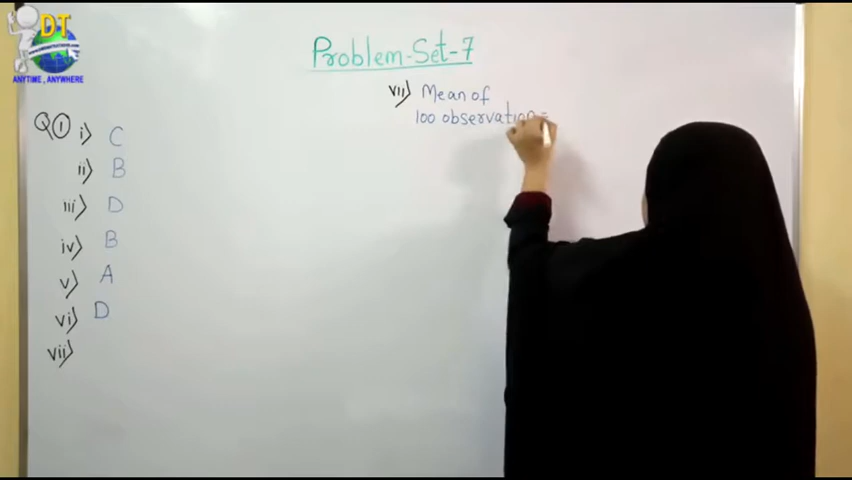 DT
ANYTIME , ANYWHERE
Problem-Set-7
vii) Mean of
100 observation =
Q① i) C
ii) B
iii) D
iv) B
v) A
vi) D
vii)